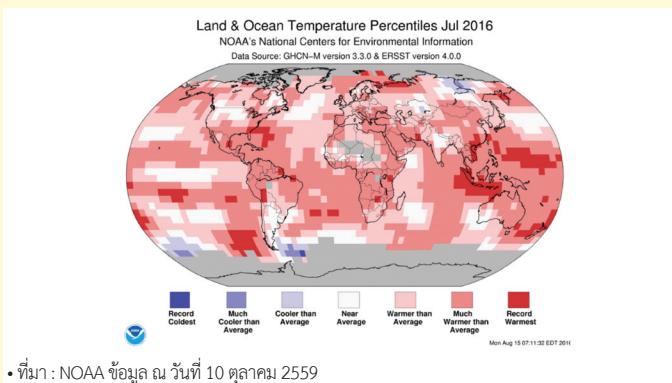 Land & Ocean Temperature Percentiles Jul 2016
NOAA's National Centers for Environmental Information
Data Source: GHCN–M version 3.3.0 & ERSST version 4.0.0
Record Coldest
Much Cooler than Average
Cooler than Average
Near Average
Warmer than Average
Much Warmer than Average
Record Warmest
Mon Aug 15 07:11:32 EDT 2016
• ที่มา : NOAA ข้อมูล ณ วันที่ 10 ตุลาคม 2559